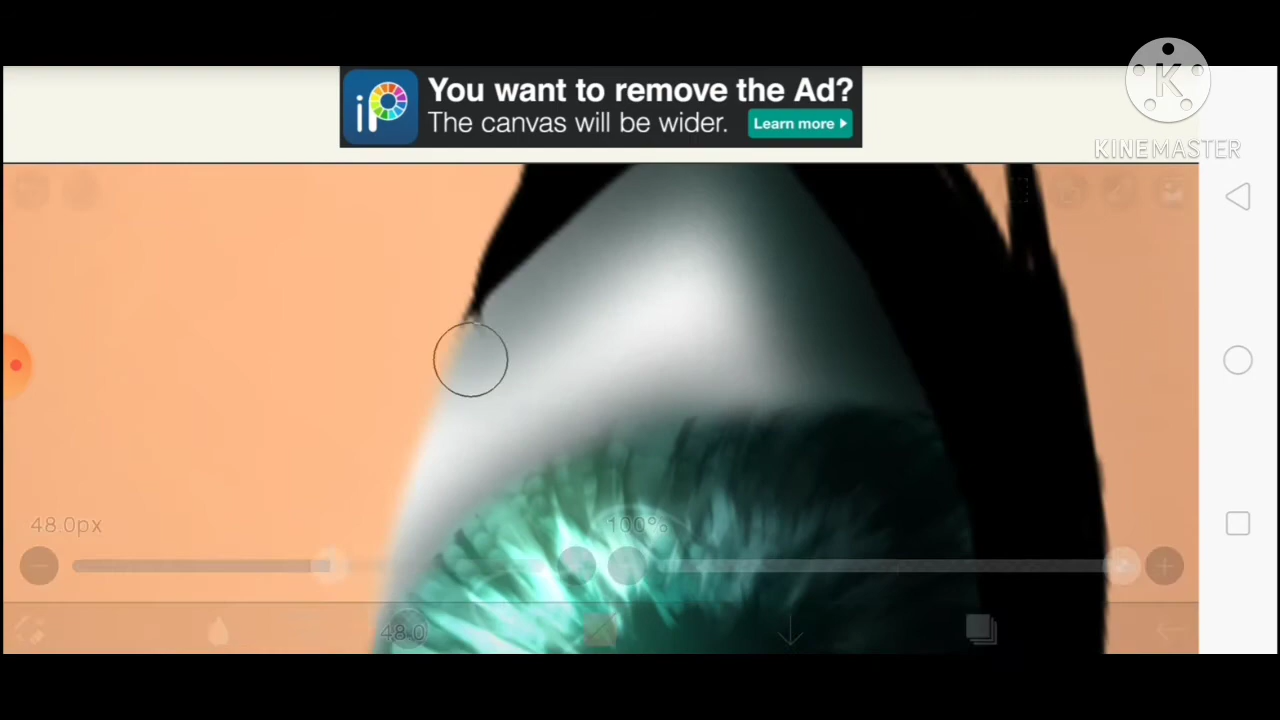 You want to remove the Ad?
The canvas will be wider.
Learn more
iP
K
KINEMASTER
48.0px
100%
48.0